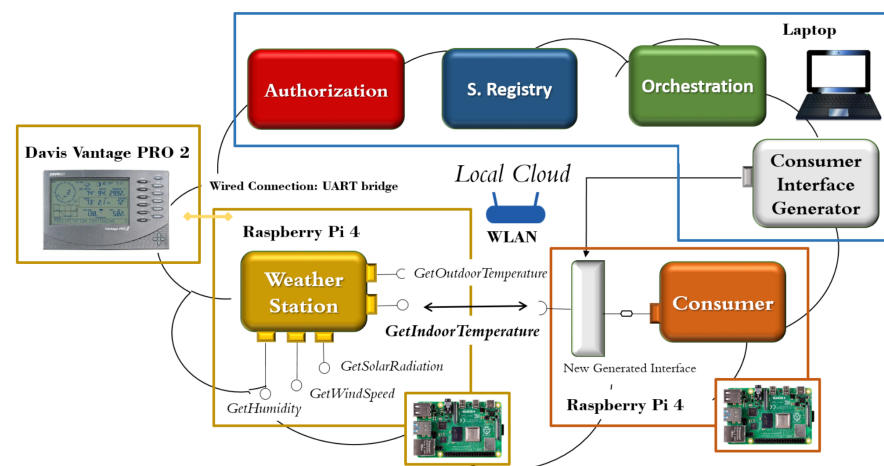 Laptop
Authorization
S. Registry
Orchestration
Davis Vantage PRO 2
Wired Connection: UART bridge
Local Cloud
WLAN
Consumer
Interface
Generator
Raspberry Pi 4
Weather
Station
GetOutdoorTemperature
GetIndoorTemperature
Consumer
GetSolarRadiation
GetWindSpeed
GetHumidity
New Generated Interface
Raspberry Pi 4